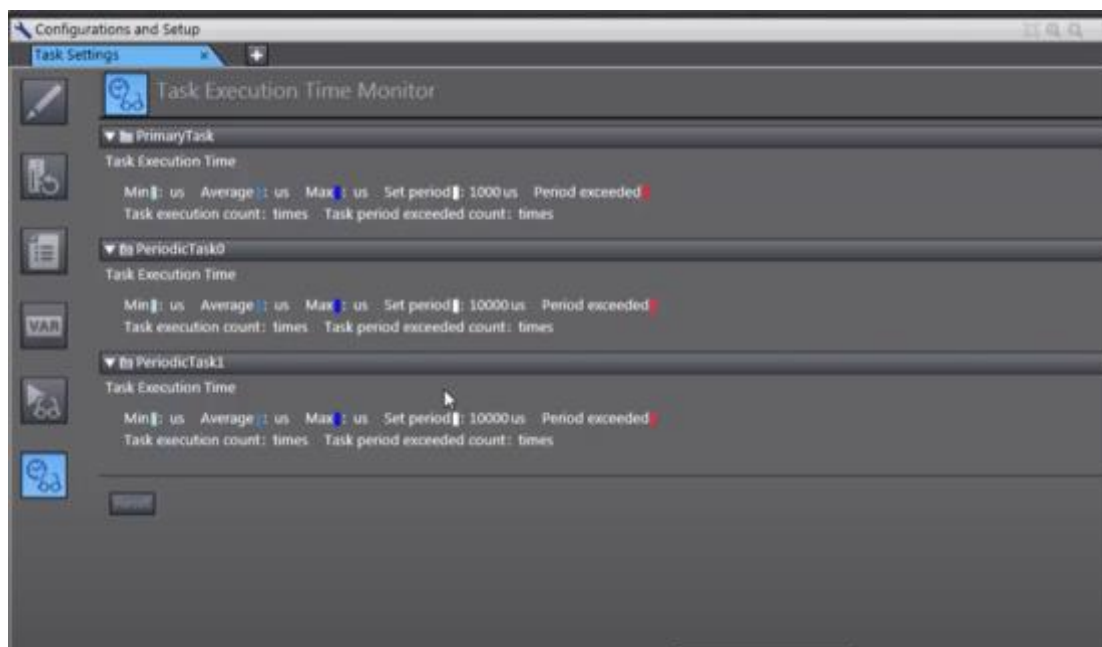 Configurations and Setup
Task Settings
Task Execution Time Monitor
PrimaryTask
Task Execution Time
Min : us Average : us Max : us Set period : 1000 us Period exceeded
Task execution count: times Task period exceeded count: times
PeriodicTask0
Task Execution Time
Min : us Average : us Max : us Set period : 10000 us Period exceeded
Task execution count: times Task period exceeded count: times
VAR
PeriodicTask1
Task Execution Time
Min : us Average : us Max : us Set period : 10000 us Period exceeded
Task execution count: times Task period exceeded count: times